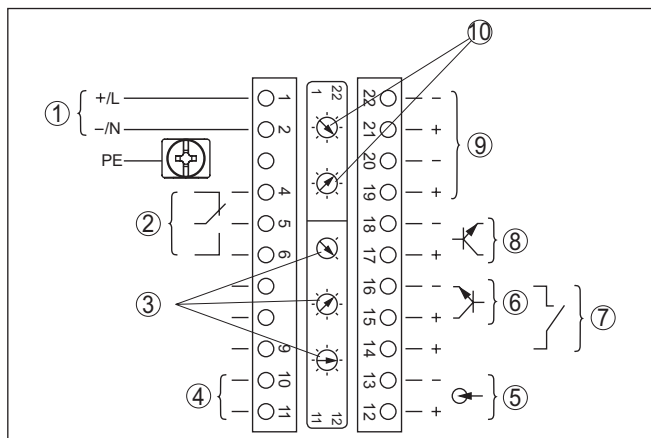 ⑩
① +/L 1 1 22 22 −
−/N 2 21 + ⑨
PE 20 −
4 19 +
② 5 18 − ⑧
6 17 +
③ 16 − ⑥ ⑦
15 +
9 14 +
④ 10 13 − ⑤
11 11 12 12 +